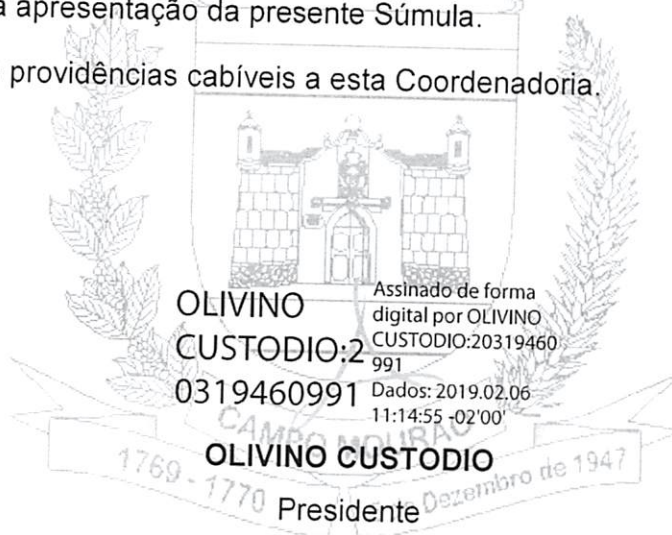 a apresentação da presente Súmula.
providências cabíveis a esta Coordenadoria.
OLIVINO
CUSTODIO:2
0319460991
Assinado de forma
digital por OLIVINO
CUSTODIO:20319460
991
Dados: 2019.02.06
11:14:55 -02'00'
CAMPO MOURÃO
OLIVINO CUSTODIO
1769 - 1770
de Dezembro de 1947
Presidente